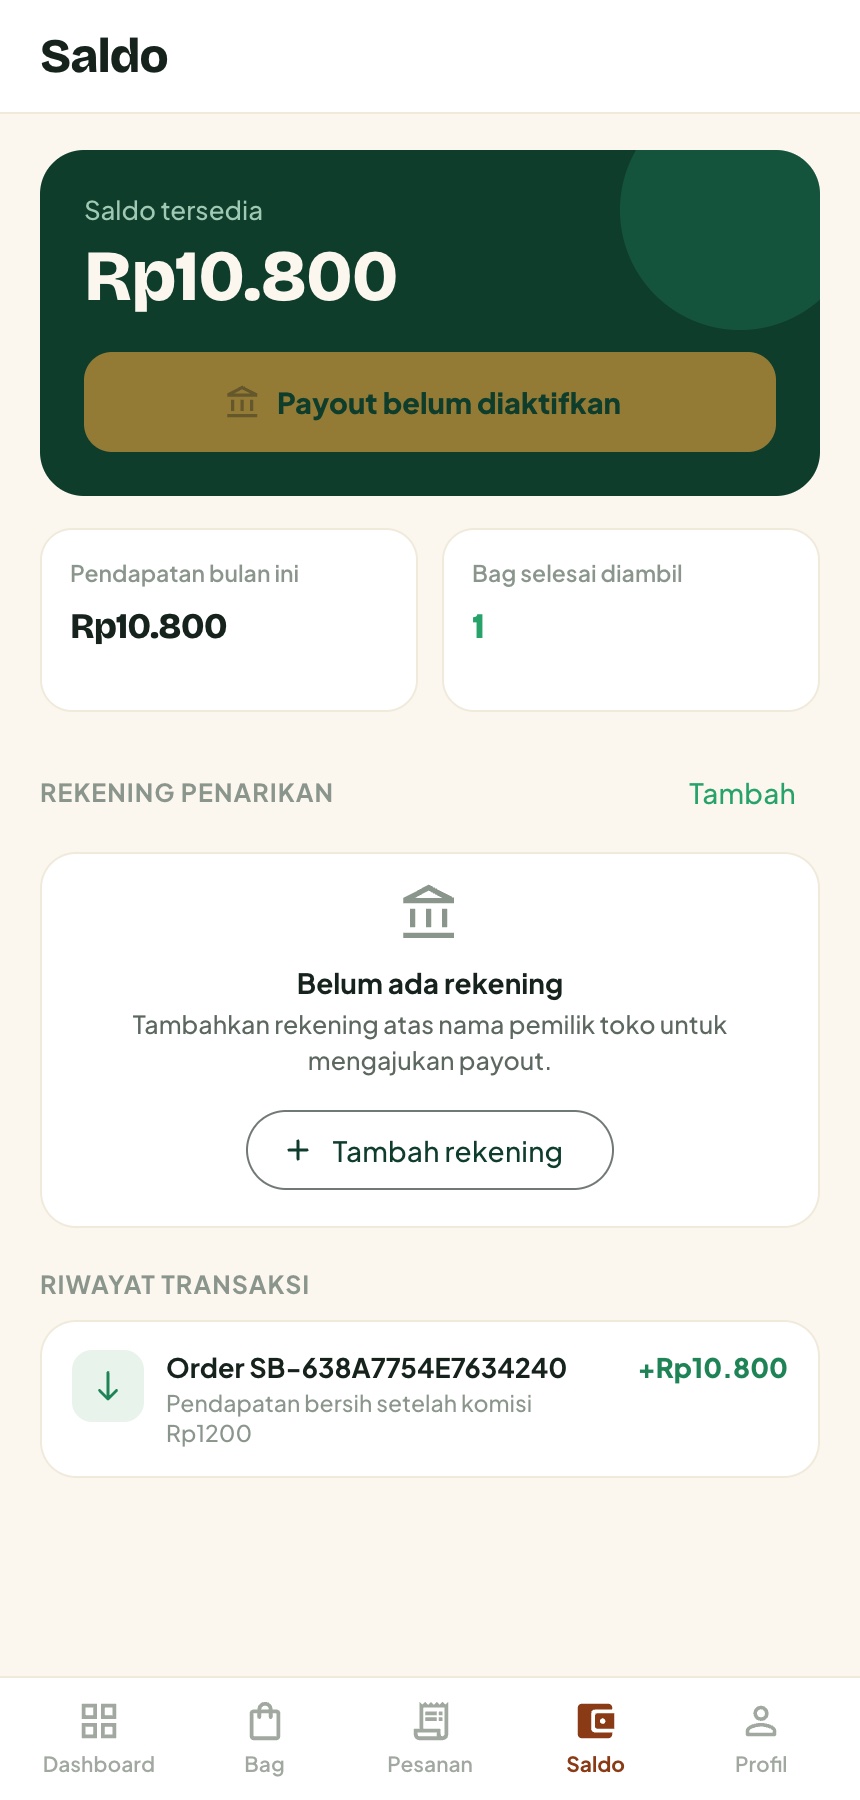 Saldo
Saldo tersedia
Rp10.800
Payout belum diaktifkan
Pendapatan bulan ini
Rp10.800
Bag selesai diambil
1
REKENING PENARIKAN
Tambah
Belum ada rekening
Tambahkan rekening atas nama pemilik toko untuk
mengajukan payout.
+ Tambah rekening
RIWAYAT TRANSAKSI
Order SB-638A7754E7634240
+Rp10.800
Pendapatan bersih setelah komisi
Rp1200
Dashboard
Bag
Pesanan
Saldo
Profil